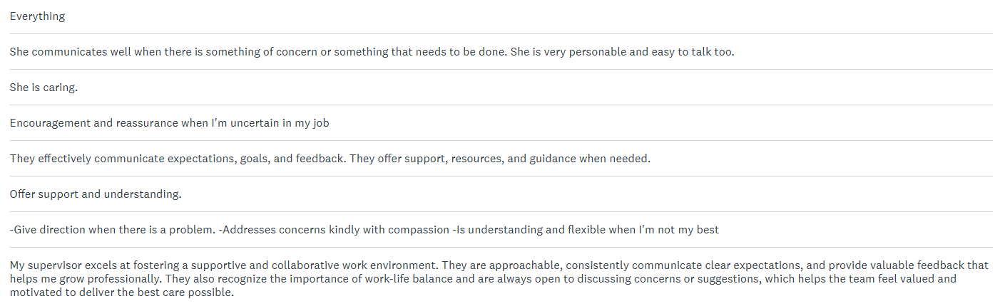 Everything
She communicates well when there is something of concern or something that needs to be done. She is very personable and easy to talk too.
She is caring.
Encouragement and reassurance when I'm uncertain in my job
They effectively communicate expectations, goals, and feedback. They offer support, resources, and guidance when needed.
Offer support and understanding.
-Give direction when there is a problem. -Addresses concerns kindly with compassion -Is understanding and flexible when I'm not my best
My supervisor excels at fostering a supportive and collaborative work environment. They are approachable, consistently communicate clear expectations, and provide valuable feedback that
helps me grow professionally. They also recognize the importance of work-life balance and are always open to discussing concerns or suggestions, which helps the team feel valued and
motivated to deliver the best care possible.